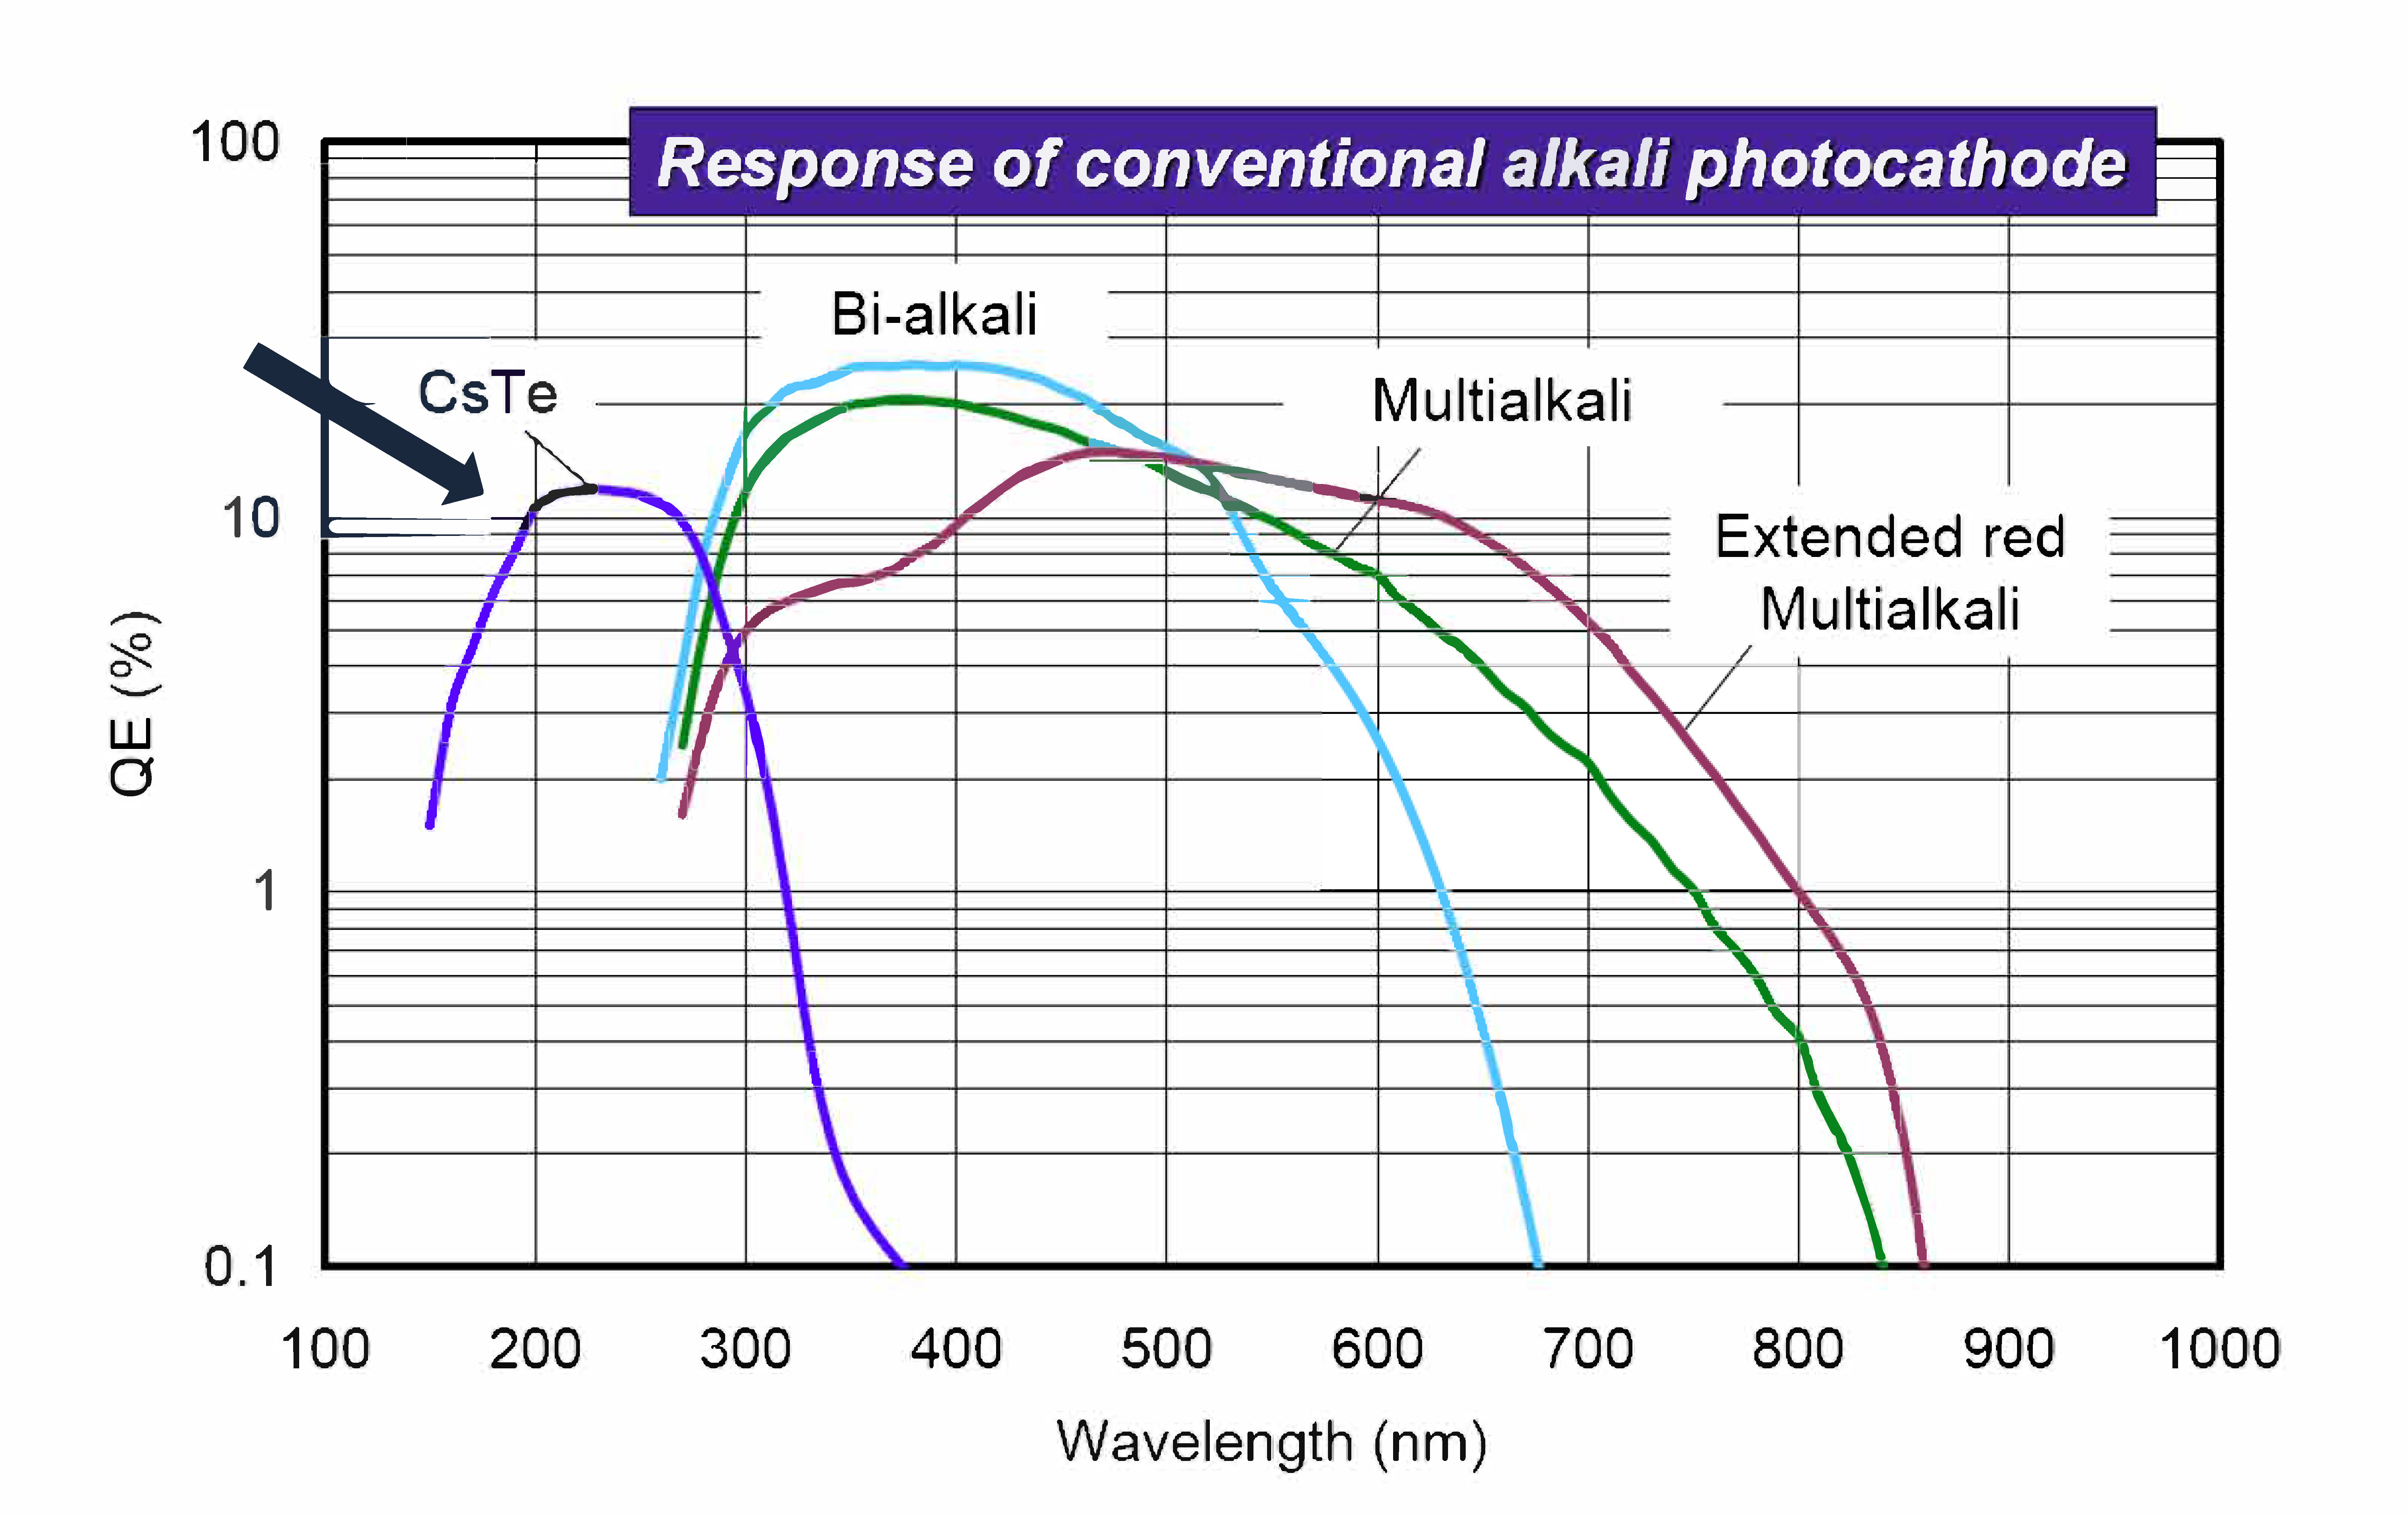 Response of conventional alkali photocathode
100
10
1
0.1
QE (%)
CsTe
Bi-alkali
Multialkali
Extended red
Multialkali
100 200 300 400 500 600 700 800 900 1000
Wavelength (nm)